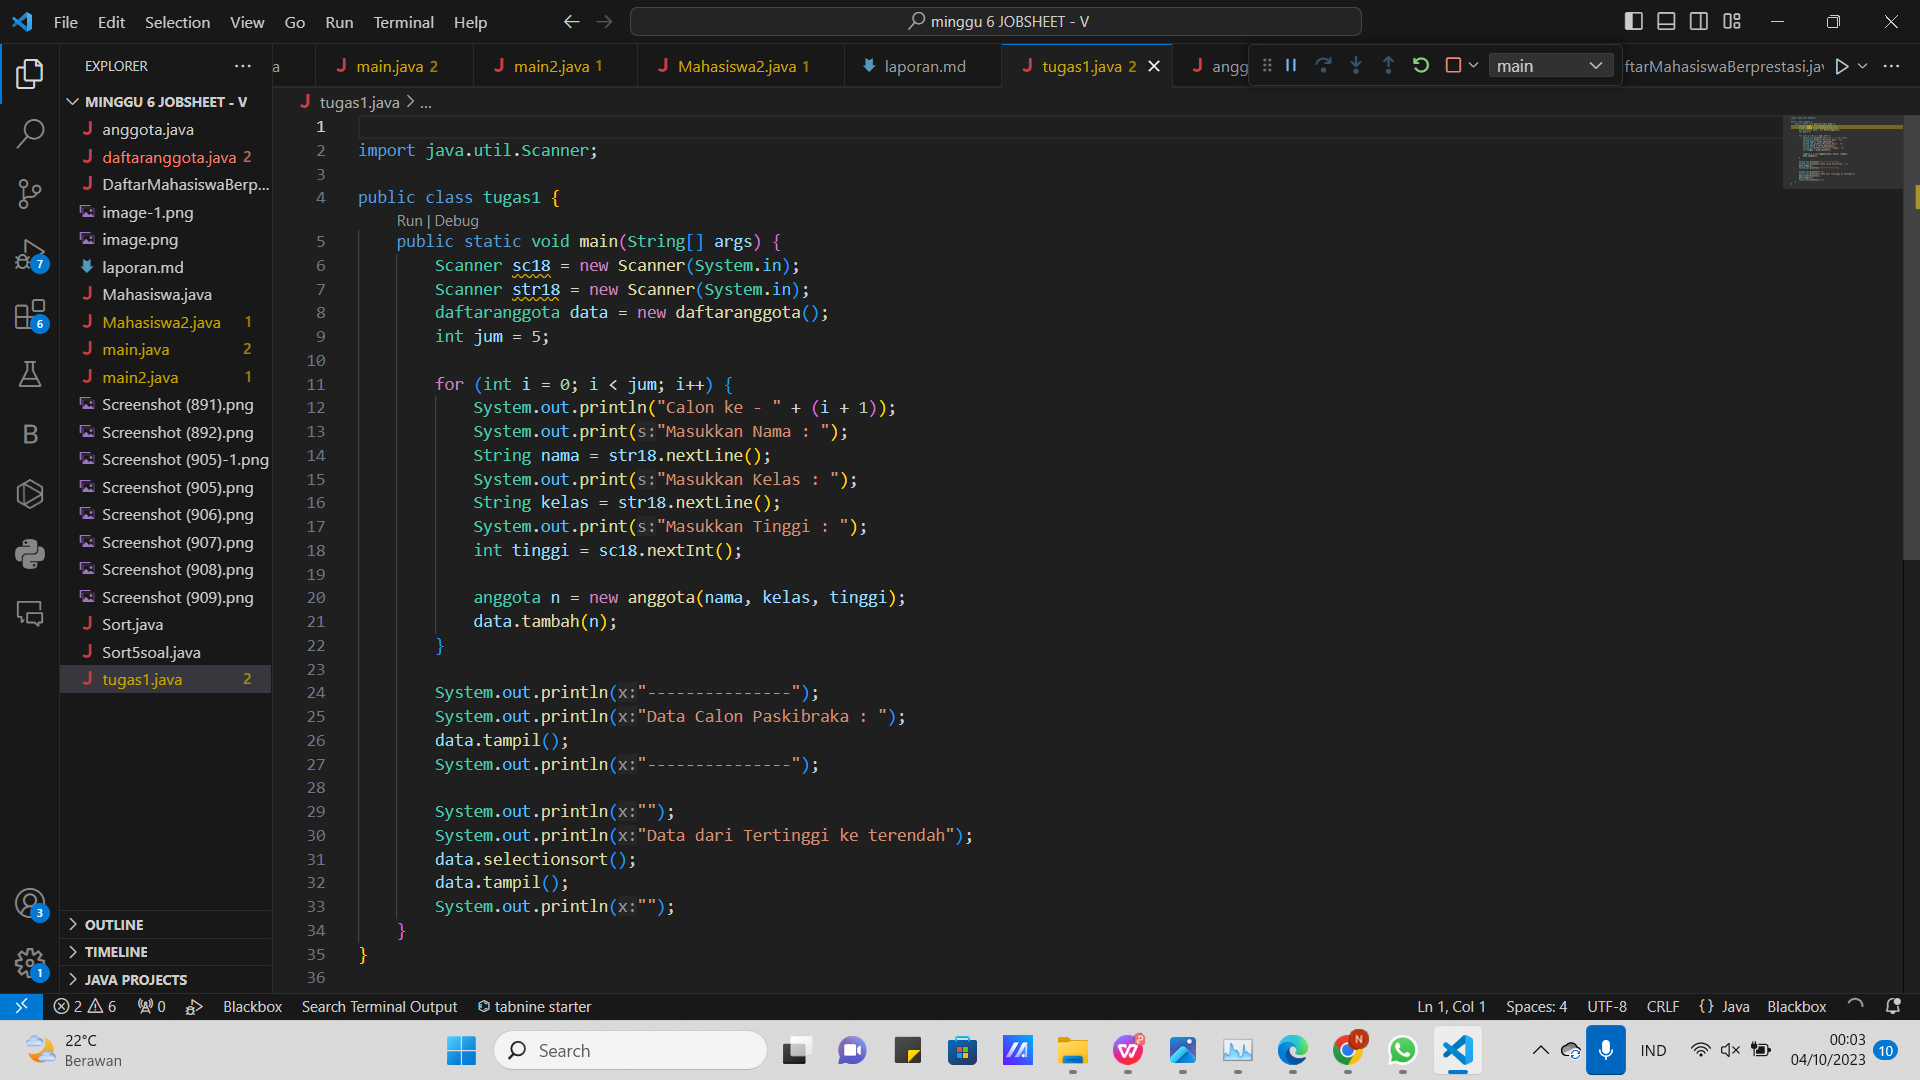 File Edit Selection View Go Run Terminal Help
minggu 6 JOBSHEET - V
EXPLORER
a
main.java 2
main2.java 1
Mahasiswa2.java 1
laporan.md
tugas1.java 2
angg
main
ftarMahasiswaBerprestasi.jav
MINGGU 6 JOBSHEET - V
anggota.java
daftaranggota.java 2
DaftarMahasiswaBerp...
image-1.png
image.png
laporan.md
Mahasiswa.java
Mahasiswa2.java 1
main.java 2
main2.java 1
Screenshot (891).png
Screenshot (892).png
Screenshot (905)-1.png
Screenshot (905).png
Screenshot (906).png
Screenshot (907).png
Screenshot (908).png
Screenshot (909).png
Sort.java
Sort5soal.java
tugas1.java 2
OUTLINE
TIMELINE
JAVA PROJECTS
7
6
B
3
1
tugas1.java > ...
1
2 import java.util.Scanner;
3
4 public class tugas1 {
Run | Debug
5 public static void main(String[] args) {
6 Scanner sc18 = new Scanner(System.in);
7 Scanner str18 = new Scanner(System.in);
8 daftaranggota data = new daftaranggota();
9 int jum = 5;
10
11 for (int i = 0; i < jum; i++) {
12 System.out.println("Calon ke - " + (i + 1));
13 System.out.print(s:"Masukkan Nama : ");
14 String nama = str18.nextLine();
15 System.out.print(s:"Masukkan Kelas : ");
16 String kelas = str18.nextLine();
17 System.out.print(s:"Masukkan Tinggi : ");
18 int tinggi = sc18.nextInt();
19
20 anggota n = new anggota(nama, kelas, tinggi);
21 data.tambah(n);
22 }
23
24 System.out.println(x:"---------------");
25 System.out.println(x:"Data Calon Paskibraka : ");
26 data.tampil();
27 System.out.println(x:"---------------");
28
29 System.out.println(x:"");
30 System.out.println(x:"Data dari Tertinggi ke terendah");
31 data.selectionsort();
32 data.tampil();
33 System.out.println(x:"");
34 }
35 }
36
2 6 0 Blackbox Search Terminal Output tabnine starter
Ln 1, Col 1 Spaces: 4 UTF-8 CRLF {} Java Blackbox
22°C
Berawan
Search
N
IND
00:03
04/10/2023
10